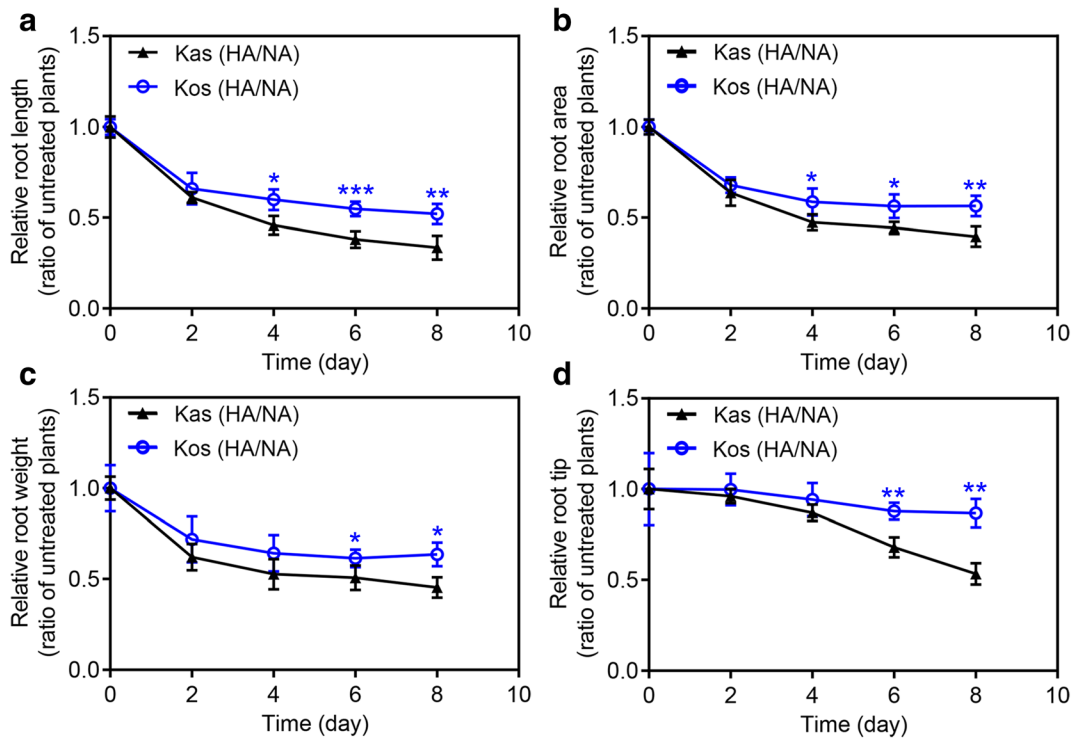 a
Relative root length
(ratio of untreated plants)
1.5
1.0
0.5
0.0
Kas (HA/NA)
Kos (HA/NA)
*
***
**
0 2 4 6 8 10
Time (day)
b
Relative root area
(ratio of untreated plants)
1.5
1.0
0.5
0.0
Kas (HA/NA)
Kos (HA/NA)
*
*
**
0 2 4 6 8 10
Time (day)
c
Relative root weight
(ratio of untreated plants)
1.5
1.0
0.5
0.0
Kas (HA/NA)
Kos (HA/NA)
*
*
0 2 4 6 8 10
Time (day)
d
Relative root tip
(ratio of untreated plants)
1.5
1.0
0.5
0.0
Kas (HA/NA)
Kos (HA/NA)
**
**
0 2 4 6 8 10
Time (day)